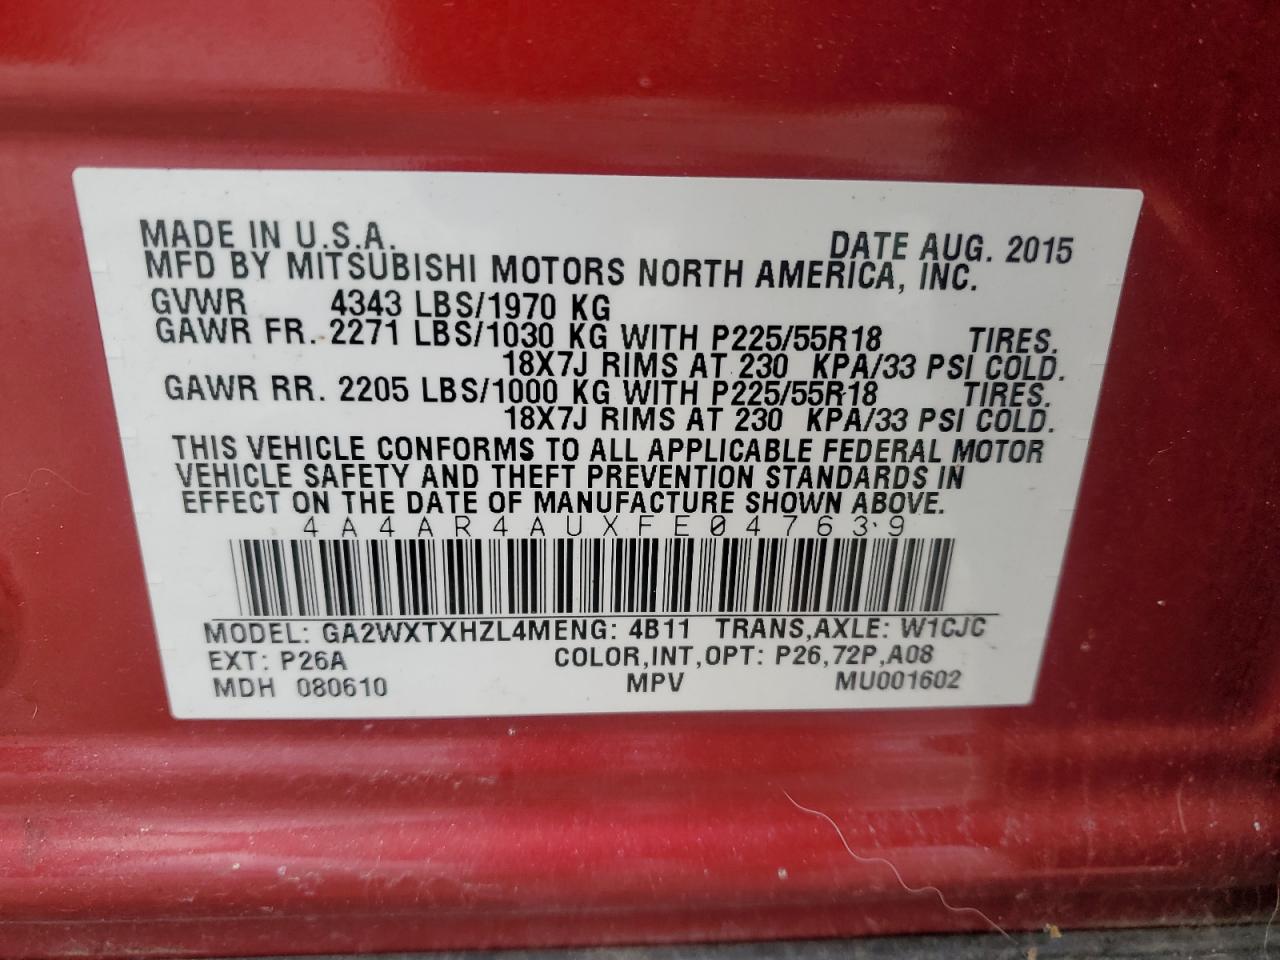 MADE IN U.S.A. DATE AUG. 2015
MFD BY MITSUBISHI MOTORS NORTH AMERICA, INC.
GVWR 4343 LBS/1970 KG
GAWR FR. 2271 LBS/1030 KG WITH P225/55R18 TIRES.
18X7J RIMS AT 230 KPA/33 PSI COLD.
GAWR RR. 2205 LBS/1000 KG WITH P225/55R18 TIRES.
18X7J RIMS AT 230 KPA/33 PSI COLD.
THIS VEHICLE CONFORMS TO ALL APPLICABLE FEDERAL MOTOR
VEHICLE SAFETY AND THEFT PREVENTION STANDARDS IN
EFFECT ON THE DATE OF MANUFACTURE SHOWN ABOVE.
4A4AR4AUXFE047639
MODEL: GA2WXTXHZL4MENG: 4B11 TRANS,AXLE: W1CJC
EXT: P26A COLOR,INT,OPT: P26,72P,A08
MDH 080610 MPV MU001602